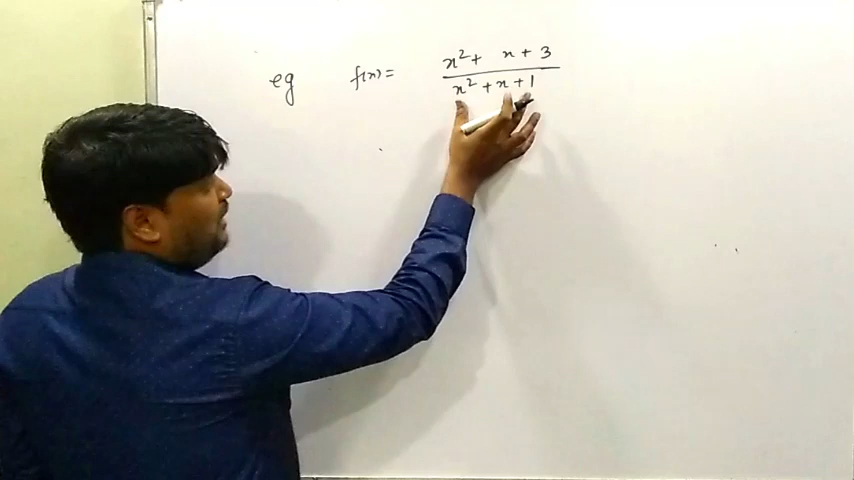 eg f(x) = x² + x + 3
x² + x + 1